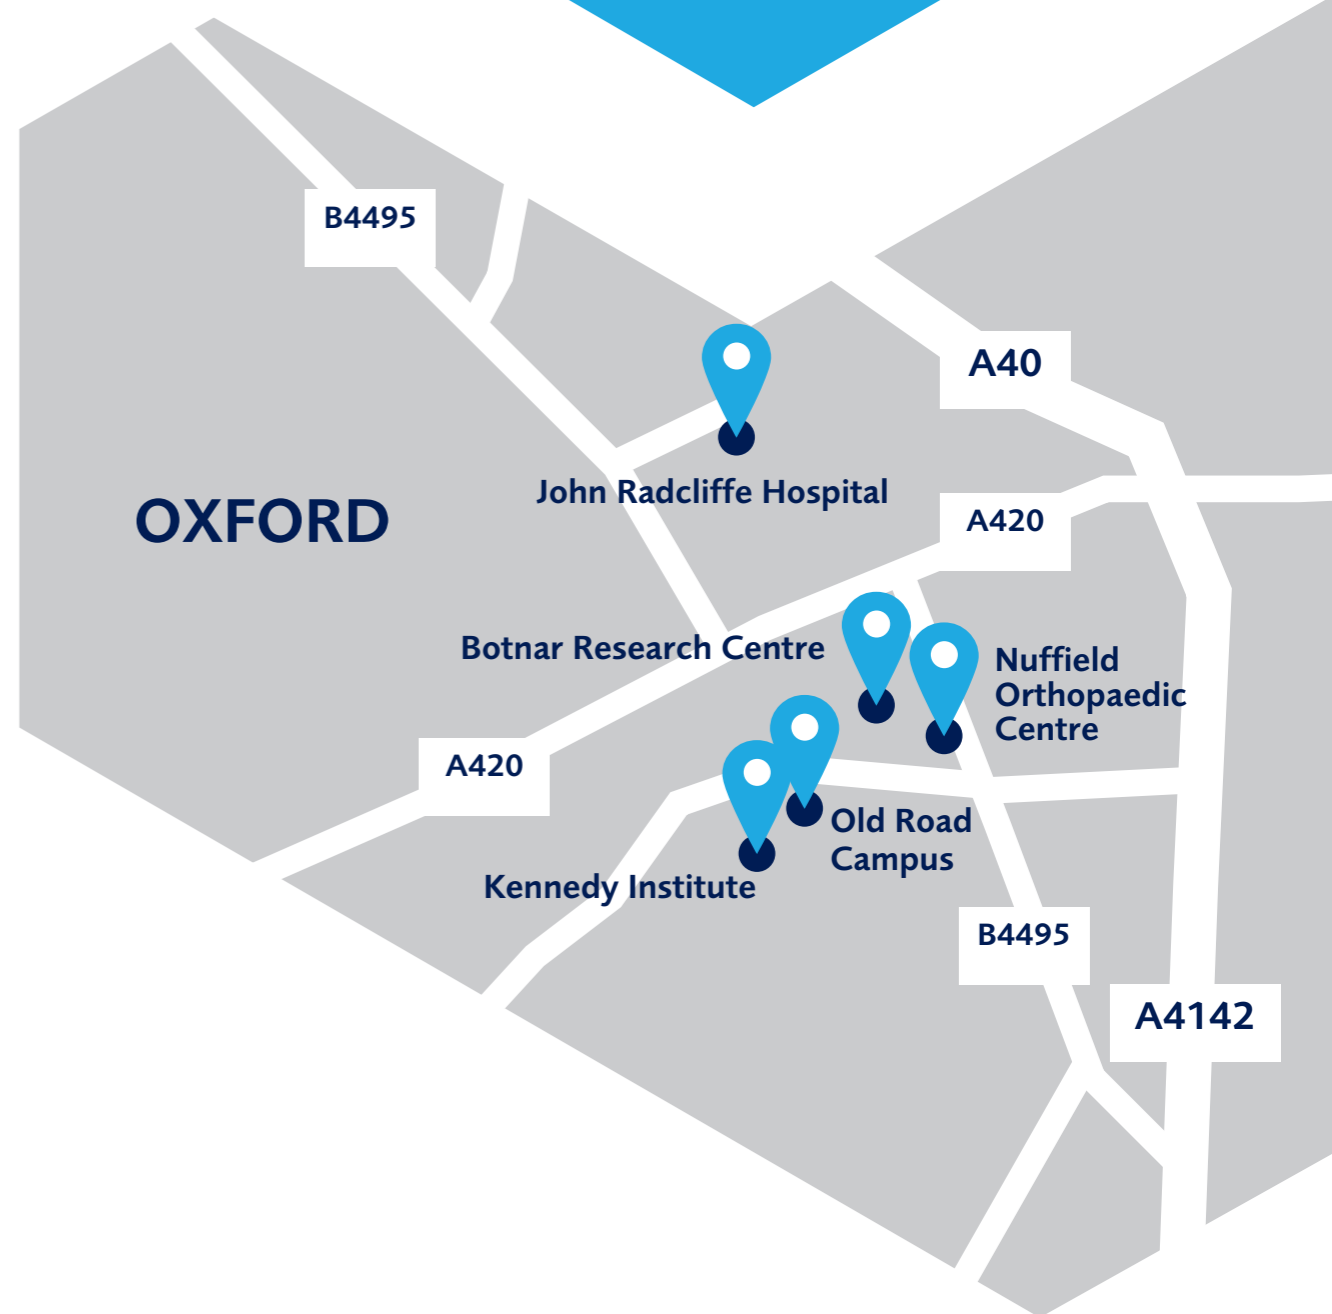 B4495
A40
John Radcliffe Hospital
OXFORD
A420
Botnar Research Centre
Nuffield
Orthopaedic
Centre
A420
Old Road
Campus
Kennedy Institute
B4495
A4142